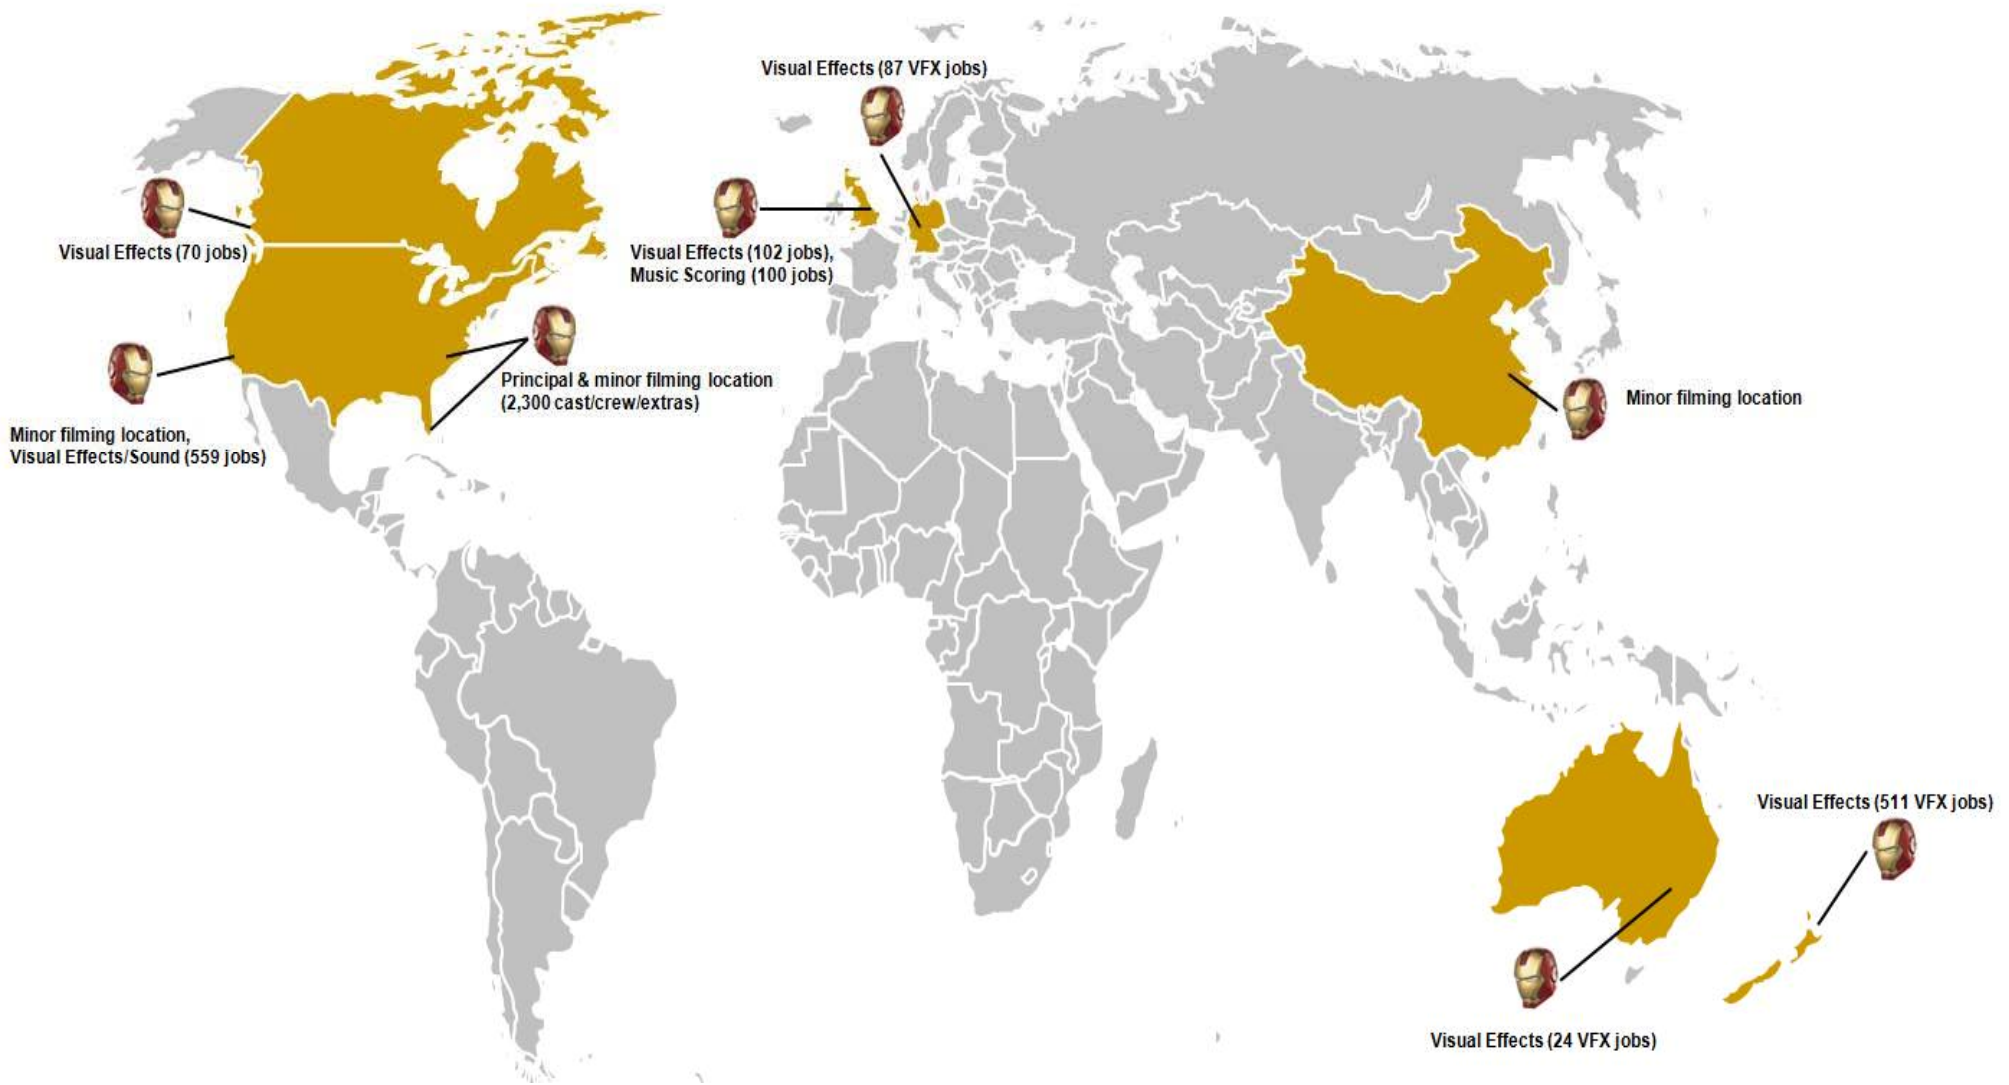 Visual Effects (87 VFX jobs)
Visual Effects (70 jobs)
Visual Effects (102 jobs),
Music Scoring (100 jobs)
Principal & minor filming location
(2,300 cast/crew/extras)
Minor filming location
Minor filming location,
Visual Effects/Sound (559 jobs)
Visual Effects (511 VFX jobs)
Visual Effects (24 VFX jobs)